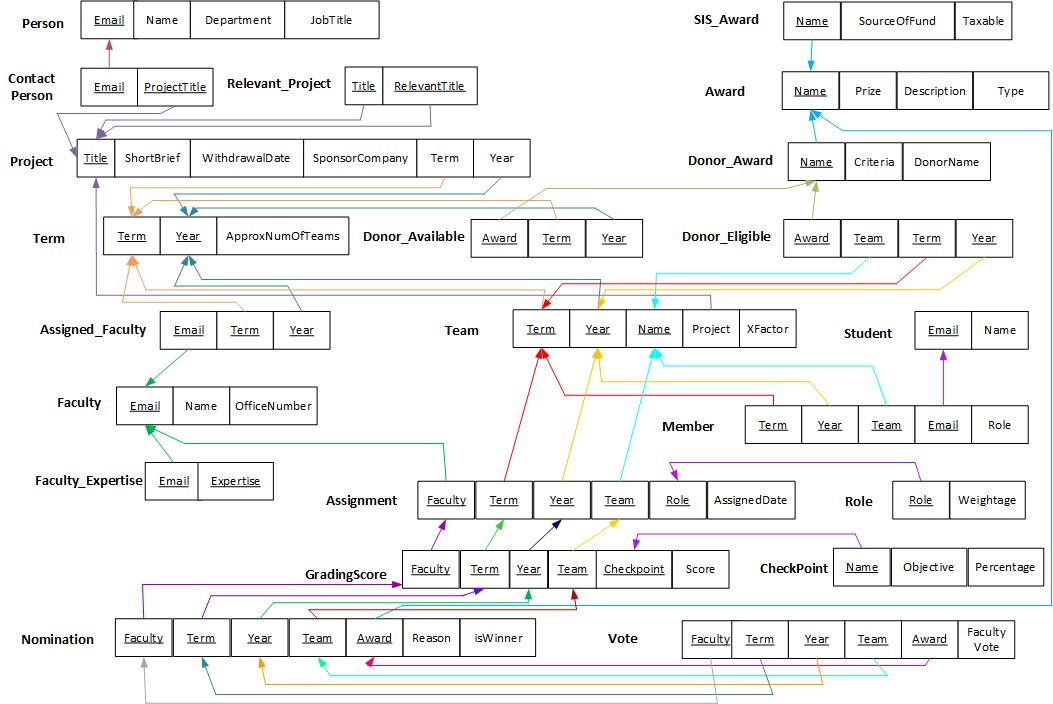 Person Email Name Department JobTitle
SIS_Award Name SourceOfFund Taxable
Contact Person Email ProjectTitle
Relevant_Project Title RelevantTitle
Award Name Prize Description Type
Project Title ShortBrief WithdrawalDate SponsorCompany Term Year
Donor_Award Name Criteria DonorName
Term Term Year ApproxNumOfTeams
Donor_Available Award Term Year
Donor_Eligible Award Team Term Year
Assigned_Faculty Email Term Year
Team Term Year Name Project XFactor
Student Email Name
Faculty Email Name OfficeNumber
Member Term Year Team Email Role
Faculty_Expertise Email Expertise
Assignment Faculty Term Year Team Role AssignedDate
Role Role Weightage
GradingScore Faculty Term Year Team Checkpoint Score
CheckPoint Name Objective Percentage
Nomination Faculty Term Year Team Award Reason isWinner
Vote Faculty Term Year Team Award Faculty Vote